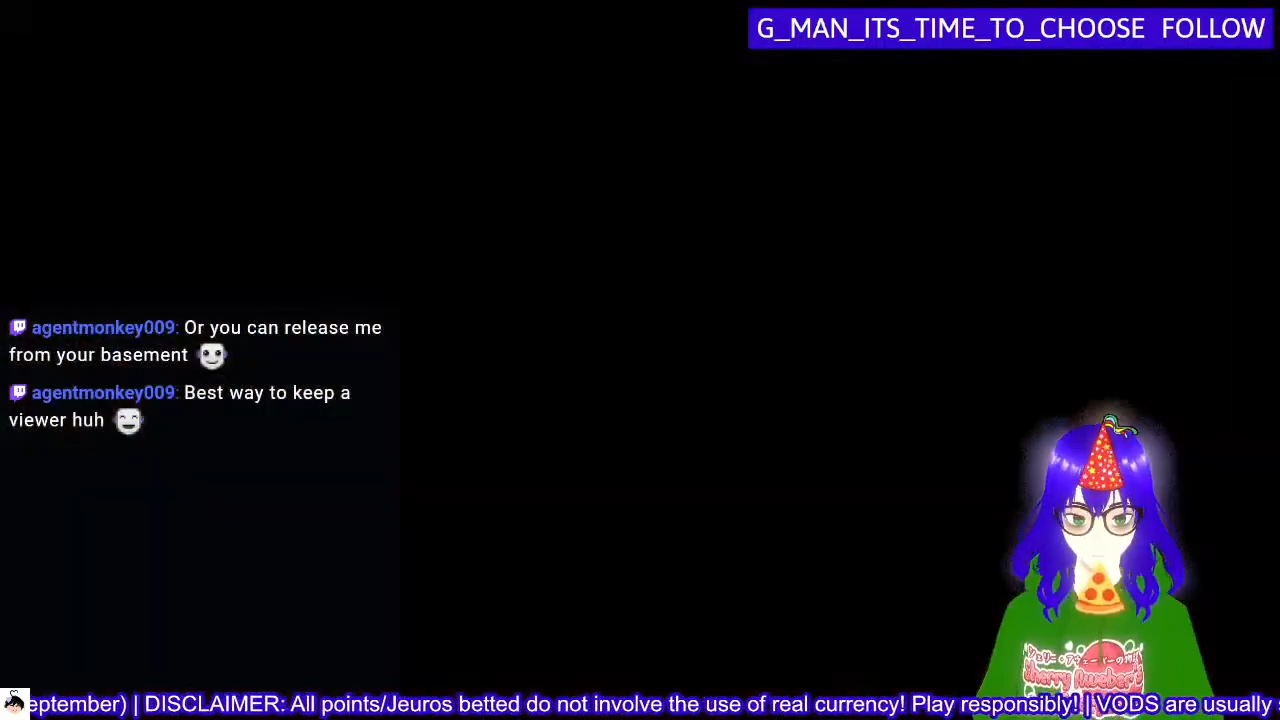 G_MAN_ITS_TIME_TO_CHOOSE FOLLOW
agentmonkey009: Or you can release me
from your basement
agentmonkey009: Best way to keep a
viewer huh
eptember) | DISCLAIMER: All points/Jeuros betted do not involve the use of real currency! Play responsibly! | VODS are usually